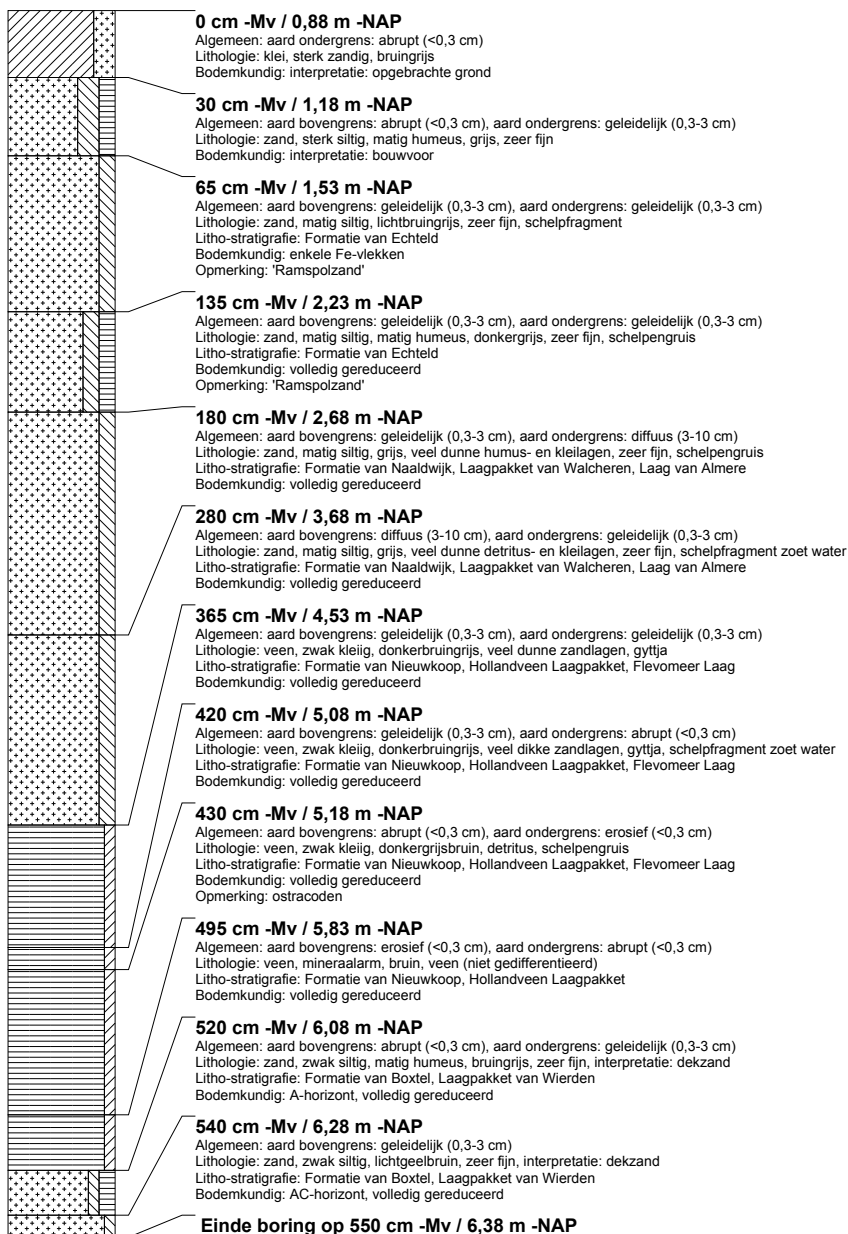 0 cm -Mv / 0,88 m -NAP
Algemeen: aard ondergrens: abrupt (<0,3 cm)
Lithologie: klei, sterk zandig, bruingrijs
Bodemkundig: interpretatie: opgebrachte grond
30 cm -Mv / 1,18 m -NAP
Algemeen: aard bovengrens: abrupt (<0,3 cm), aard ondergrens: geleidelijk (0,3-3 cm)
Lithologie: zand, sterk siltig, matig humeus, grijs, zeer fijn
Bodemkundig: interpretatie: bouwvoor
65 cm -Mv / 1,53 m -NAP
Algemeen: aard bovengrens: geleidelijk (0,3-3 cm), aard ondergrens: geleidelijk (0,3-3 cm)
Lithologie: zand, matig siltig, lichtbruingrijs, zeer fijn, schelpfragment
Litho-stratigrafie: Formatie van Echteld
Bodemkundig: enkele Fe-vlekken
Opmerking: 'Ramspolzand'
135 cm -Mv / 2,23 m -NAP
Algemeen: aard bovengrens: geleidelijk (0,3-3 cm), aard ondergrens: geleidelijk (0,3-3 cm)
Lithologie: zand, matig siltig, matig humeus, donkergrijs, zeer fijn, schelpengruis
Litho-stratigrafie: Formatie van Echteld
Bodemkundig: volledig gereduceerd
Opmerking: 'Ramspolzand'
180 cm -Mv / 2,68 m -NAP
Algemeen: aard bovengrens: geleidelijk (0,3-3 cm), aard ondergrens: diffuus (3-10 cm)
Lithologie: zand, matig siltig, grijs, veel dunne humus- en kleilagen, zeer fijn, schelpengruis
Litho-stratigrafie: Formatie van Naaldwijk, Laagpakket van Walcheren, Laag van Almere
Bodemkundig: volledig gereduceerd
280 cm -Mv / 3,68 m -NAP
Algemeen: aard bovengrens: diffuus (3-10 cm), aard ondergrens: geleidelijk (0,3-3 cm)
Lithologie: zand, matig siltig, grijs, veel dunne detritus- en kleilagen, zeer fijn, schelpfragment zoet water
Litho-stratigrafie: Formatie van Naaldwijk, Laagpakket van Walcheren, Laag van Almere
Bodemkundig: volledig gereduceerd
365 cm -Mv / 4,53 m -NAP
Algemeen: aard bovengrens: geleidelijk (0,3-3 cm), aard ondergrens: geleidelijk (0,3-3 cm)
Lithologie: veen, zwak kleiig, donkerbruingrijs, veel dunne zandlagen, gyttja
Litho-stratigrafie: Formatie van Nieuwkoop, Hollandveen Laagpakket, Flevomeer Laag
Bodemkundig: volledig gereduceerd
420 cm -Mv / 5,08 m -NAP
Algemeen: aard bovengrens: geleidelijk (0,3-3 cm), aard ondergrens: abrupt (<0,3 cm)
Lithologie: veen, zwak kleiig, donkerbruingrijs, veel dikke zandlagen, gyttja, schelpfragment zoet water
Litho-stratigrafie: Formatie van Nieuwkoop, Hollandveen Laagpakket, Flevomeer Laag
Bodemkundig: volledig gereduceerd
430 cm -Mv / 5,18 m -NAP
Algemeen: aard bovengrens: abrupt (<0,3 cm), aard ondergrens: erosief (<0,3 cm)
Lithologie: veen, zwak kleiig, donkergrijsbruin, detritus, schelpengruis
Litho-stratigrafie: Formatie van Nieuwkoop, Hollandveen Laagpakket, Flevomeer Laag
Bodemkundig: volledig gereduceerd
Opmerking: ostracoden
495 cm -Mv / 5,83 m -NAP
Algemeen: aard bovengrens: erosief (<0,3 cm), aard ondergrens: abrupt (<0,3 cm)
Lithologie: veen, mineraalarm, bruin, veen (niet gedifferentieerd)
Litho-stratigrafie: Formatie van Nieuwkoop, Hollandveen Laagpakket
Bodemkundig: volledig gereduceerd
520 cm -Mv / 6,08 m -NAP
Algemeen: aard bovengrens: abrupt (<0,3 cm), aard ondergrens: geleidelijk (0,3-3 cm)
Lithologie: zand, zwak siltig, matig humeus, bruingrijs, zeer fijn, interpretatie: dekzand
Litho-stratigrafie: Formatie van Boxtel, Laagpakket van Wierden
Bodemkundig: A-horizont, volledig gereduceerd
540 cm -Mv / 6,28 m -NAP
Algemeen: aard bovengrens: geleidelijk (0,3-3 cm)
Lithologie: zand, zwak siltig, lichtgeelbruin, zeer fijn, interpretatie: dekzand
Litho-stratigrafie: Formatie van Boxtel, Laagpakket van Wierden
Bodemkundig: AC-horizont, volledig gereduceerd
Einde boring op 550 cm -Mv / 6,38 m -NAP